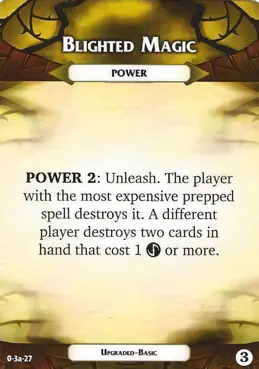 BLIGHTED MAGIC
POWER
POWER 2: Unleash. The player
with the most expensive prepped
spell destroys it. A different
player destroys two cards in
hand that cost 1 or more.
0-3a-27
UPGRADED-BASIC
3